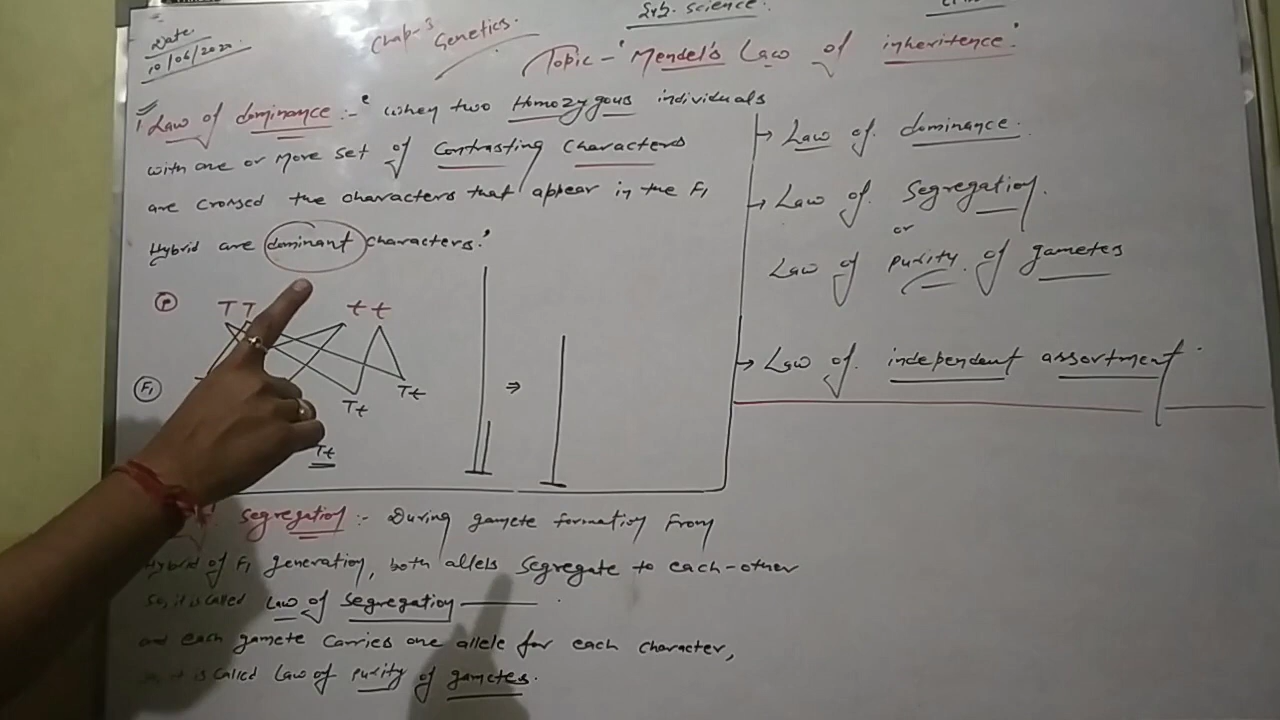 Date.
10/06/2020.
Chap-3 Genetics.
Sub. science.
Topic - 'Mendel's Law of inheritence.'
1. Law of dominance :- "When two Homozygous individuals
with one or more set of Contrasting Characters
are crossed the characters that appear in the F1
Hybrid are dominant characters."
P TT tt
F1
Tt Tt
Tt
→ Law of. dominance.
→ Law of. Segregation.
or
Law of purity. of gametes
→ Law of. independent assortment.
Segregation :- During gamete formation From
Hybrid of F1 generation, both allels segregate to each-other
So, it is called Law of segregation .
and each gamete carries one allele for each character,
so, it is called Law of purity of gametes.